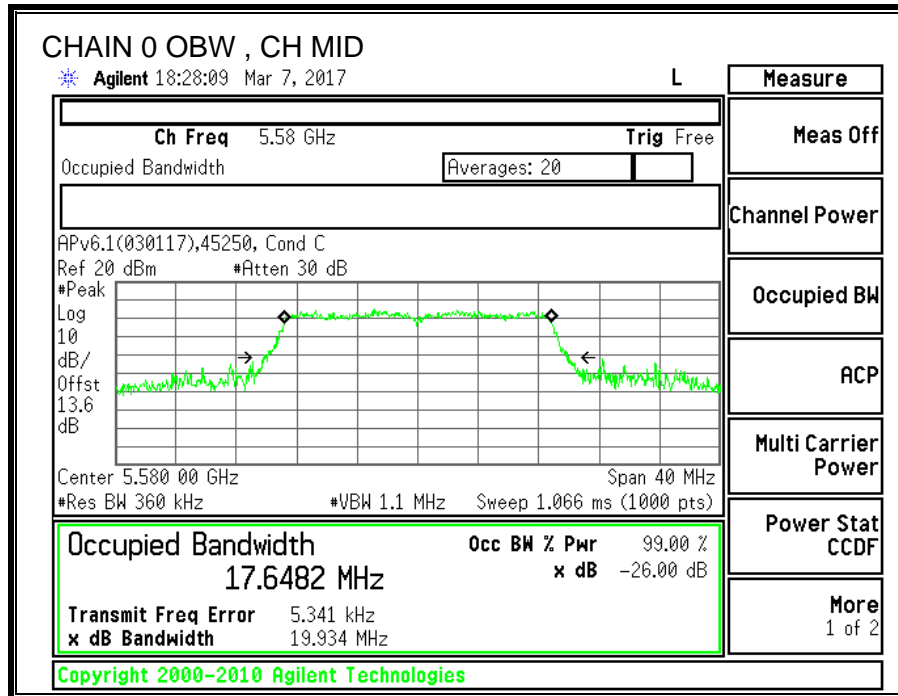 CHAIN 0 OBW , CH MID
Agilent 18:28:09 Mar 7, 2017 L
Measure
Ch Freq 5.58 GHz Trig Free
Meas Off
Occupied Bandwidth Averages: 20
Channel Power
APv6.1(030117),45250, Cond C
Ref 20 dBm #Atten 30 dB
#Peak
Log
10
dB/
Offst
13.6
dB
Occupied BW
ACP
Center 5.580 00 GHz Span 40 MHz
#Res BW 360 kHz #VBW 1.1 MHz Sweep 1.066 ms (1000 pts)
Multi Carrier
Power
Occupied Bandwidth Occ BW % Pwr 99.00 %
17.6482 MHz x dB -26.00 dB
Transmit Freq Error 5.341 kHz
x dB Bandwidth 19.934 MHz
Power Stat
CCDF
More
1 of 2
Copyright 2000-2010 Agilent Technologies